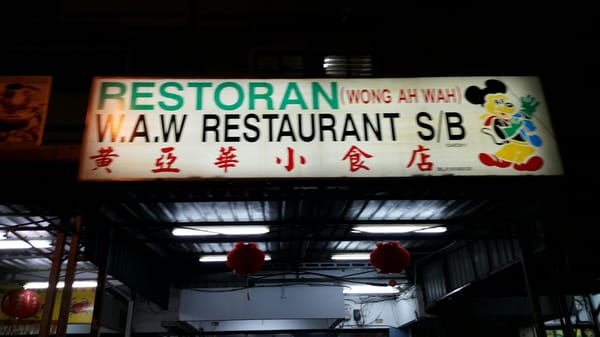 RESTORAN (WONG AH WAH)
W.A.W RESTAURANT S/B
黄亞華小食店